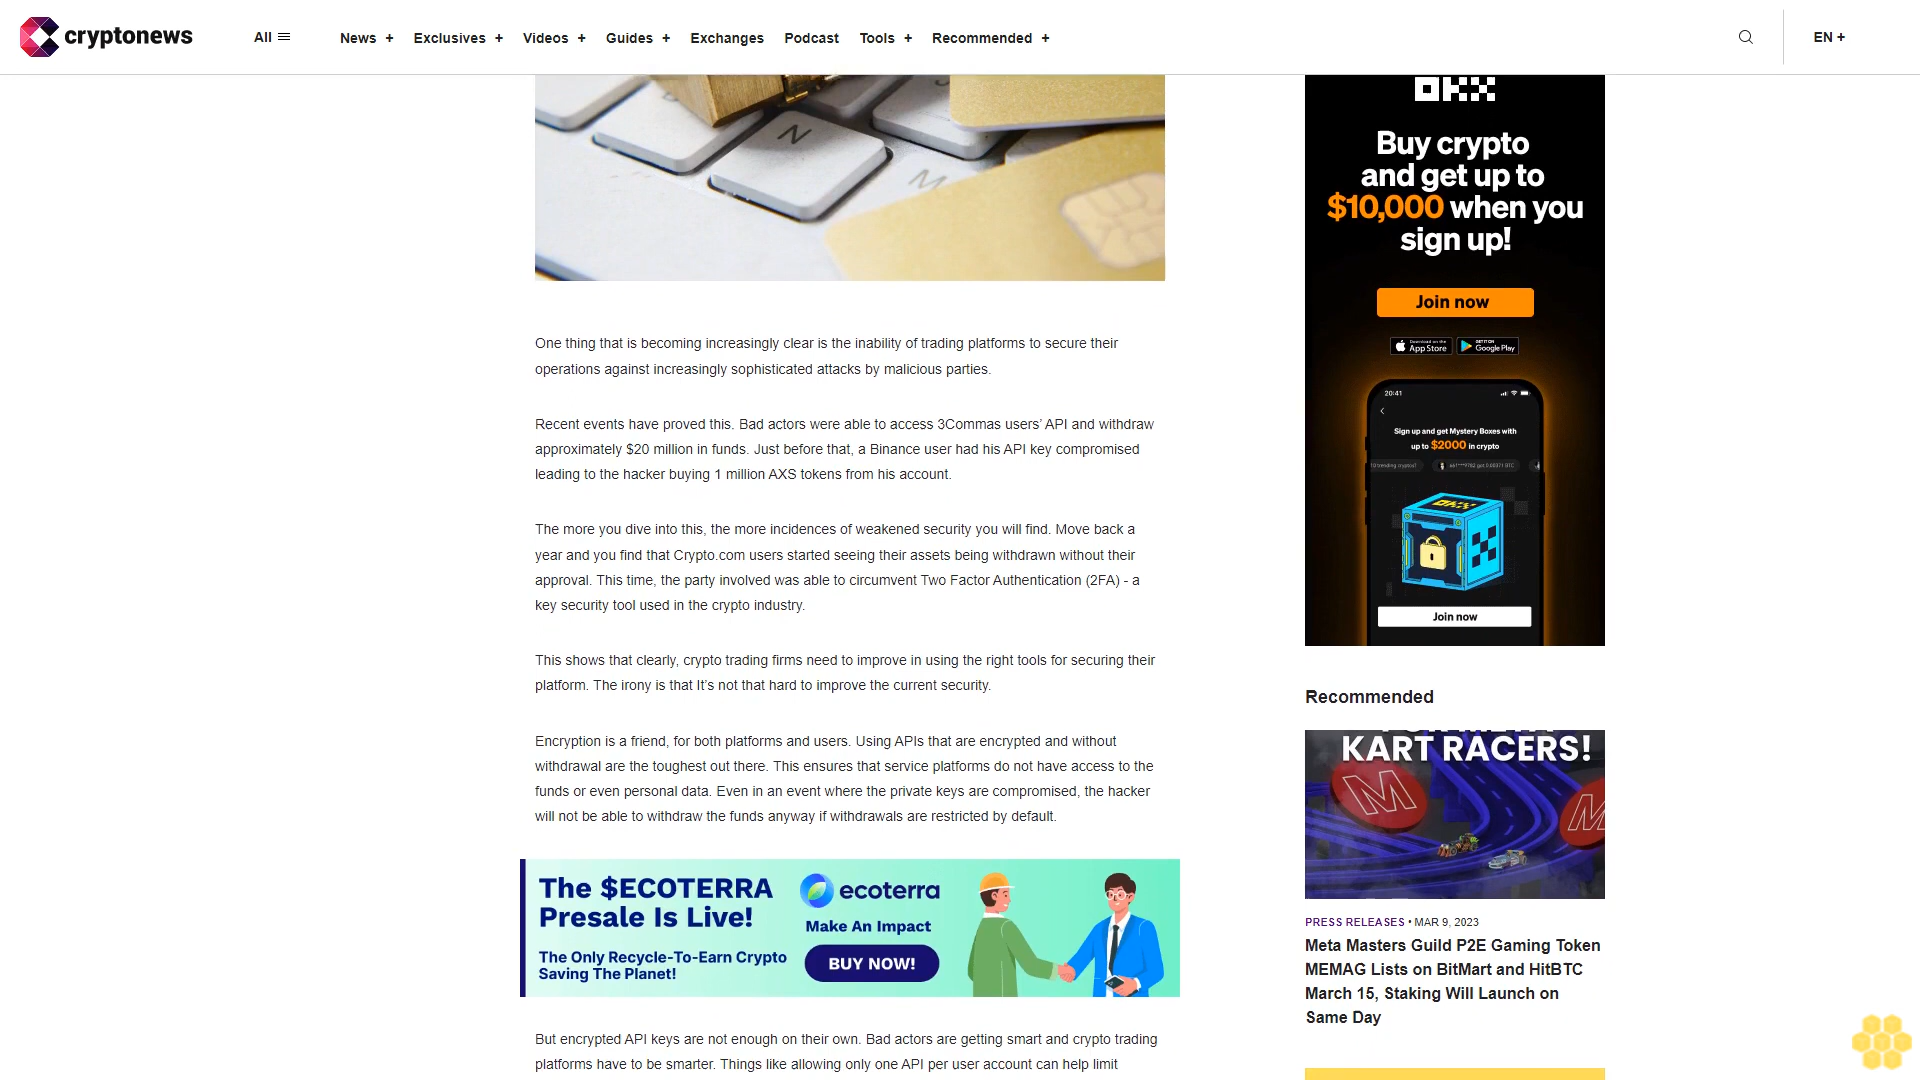 cryptonews
All
News +
Exclusives +
Videos +
Guides +
Exchanges
Podcast
Tools +
Recommended +
EN +
N
M
One thing that is becoming increasingly clear is the inability of trading platforms to secure their
operations against increasingly sophisticated attacks by malicious parties.
Recent events have proved this. Bad actors were able to access 3Commas users’ API and withdraw
approximately $20 million in funds. Just before that, a Binance user had his API key compromised
leading to the hacker buying 1 million AXS tokens from his account.
The more you dive into this, the more incidences of weakened security you will find. Move back a
year and you find that Crypto.com users started seeing their assets being withdrawn without their
approval. This time, the party involved was able to circumvent Two Factor Authentication (2FA) - a
key security tool used in the crypto industry.
This shows that clearly, crypto trading firms need to improve in using the right tools for securing their
platform. The irony is that It’s not that hard to improve the current security.
Encryption is a friend, for both platforms and users. Using APIs that are encrypted and without
withdrawal are the toughest out there. This ensures that service platforms do not have access to the
funds or even personal data. Even in an event where the private keys are compromised, the hacker
will not be able to withdraw the funds anyway if withdrawals are restricted by default.
The $ECOTERRA
Presale Is Live!
The Only Recycle-To-Earn Crypto
Saving The Planet!
ecoterra
Make An Impact
BUY NOW!
But encrypted API keys are not enough on their own. Bad actors are getting smart and crypto trading
platforms have to be smarter. Things like allowing only one API per user account can help limit
OKX
Buy crypto
and get up to
$10,000 when you
sign up!
Join now
Download on the
App Store
GET IT ON
Google Play
20:41
Sign up and get Mystery Boxes with
up to $2000 in crypto
OKX
Join now
Recommended
KART RACERS!
M
M
PRESS RELEASES • MAR 9, 2023
Meta Masters Guild P2E Gaming Token
MEMAG Lists on BitMart and HitBTC
March 15, Staking Will Launch on
Same Day